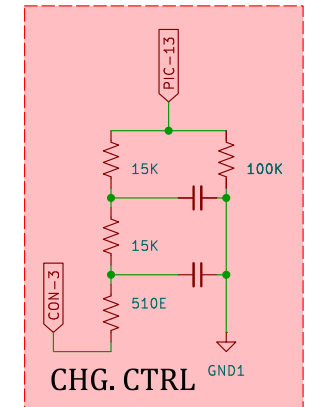 PIC-13
15K
100K
15K
CON-3
510E
GND1
CHG. CTRL